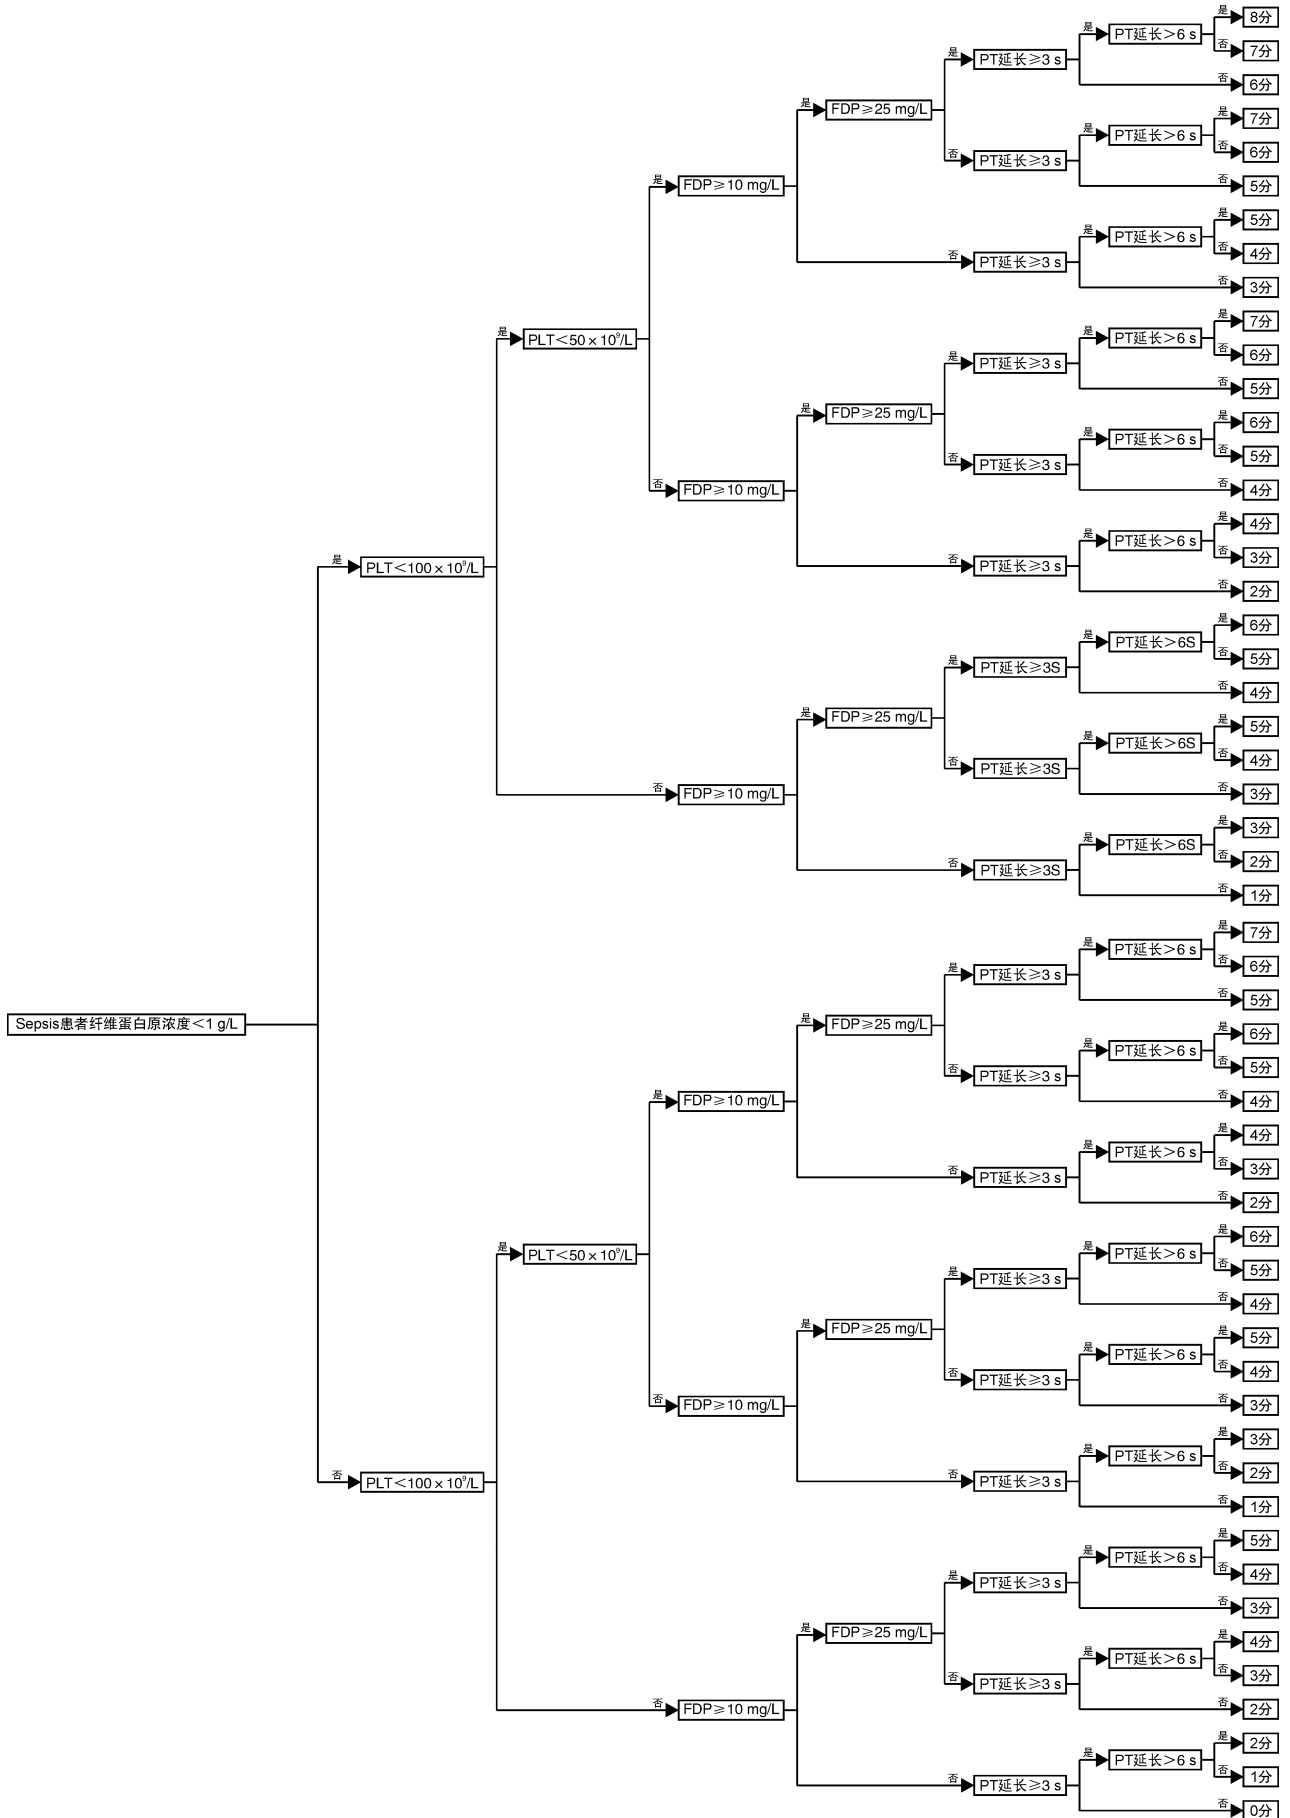 Sepsis患者纤维蛋白原浓度＜1 g/L
是
PLT＜100×10⁹/L
是
PLT＜50×10⁹/L
是
FDP≥10 mg/L
是
FDP≥25 mg/L
是
PT延长≥3 s
是
PT延长＞6 s
是
8分
否
7分
否
6分
否
PT延长≥3 s
是
PT延长＞6 s
是
7分
否
6分
否
5分
否
PT延长≥3 s
是
PT延长＞6 s
是
5分
否
4分
否
3分
否
FDP≥10 mg/L
是
FDP≥25 mg/L
是
PT延长≥3 s
是
PT延长＞6 s
是
7分
否
6分
否
5分
否
PT延长≥3 s
是
PT延长＞6 s
是
6分
否
5分
否
4分
否
PT延长≥3 s
是
PT延长＞6 s
是
4分
否
3分
否
2分
否
FDP≥10 mg/L
是
FDP≥25 mg/L
是
PT延长≥3S
是
PT延长＞6S
是
6分
否
5分
否
4分
否
PT延长≥3S
是
PT延长＞6S
是
5分
否
4分
否
3分
否
PT延长≥3S
是
PT延长＞6S
是
3分
否
2分
否
1分
否
PLT＜100×10⁹/L
是
PLT＜50×10⁹/L
是
FDP≥10 mg/L
是
FDP≥25 mg/L
是
PT延长≥3 s
是
PT延长＞6 s
是
7分
否
6分
否
5分
否
PT延长≥3 s
是
PT延长＞6 s
是
6分
否
5分
否
4分
否
PT延长≥3 s
是
PT延长＞6 s
是
4分
否
3分
否
2分
否
FDP≥10 mg/L
是
FDP≥25 mg/L
是
PT延长≥3 s
是
PT延长＞6 s
是
6分
否
5分
否
4分
否
PT延长≥3 s
是
PT延长＞6 s
是
5分
否
4分
否
3分
否
PT延长≥3 s
是
PT延长＞6 s
是
3分
否
2分
否
1分
否
FDP≥10 mg/L
是
FDP≥25 mg/L
是
PT延长≥3 s
是
PT延长＞6 s
是
5分
否
4分
否
3分
否
PT延长≥3 s
是
PT延长＞6 s
是
4分
否
3分
否
2分
否
PT延长≥3 s
是
PT延长＞6 s
是
2分
否
1分
否
0分